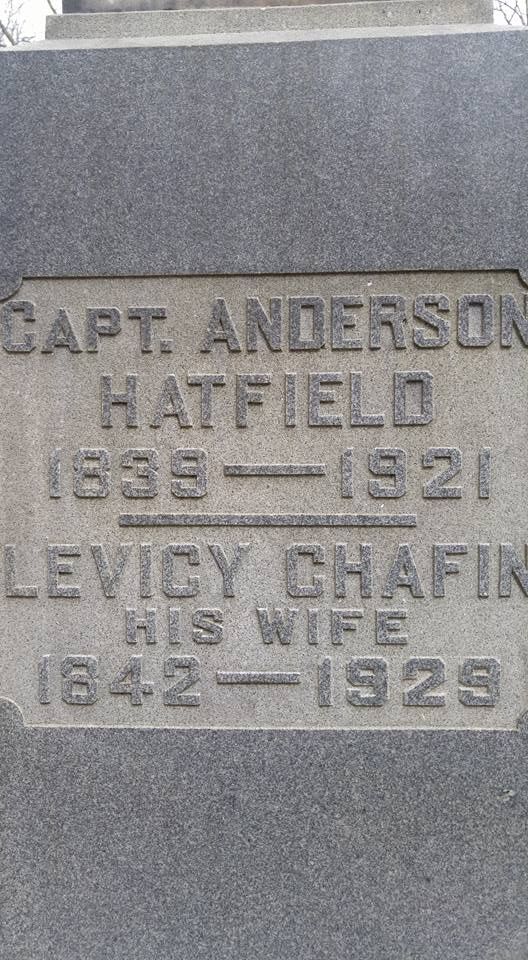 CAPT. ANDERSON
HATFIELD
1839 — 1921
LEVICY CHAFIN
HIS WIFE
1842 — 1929